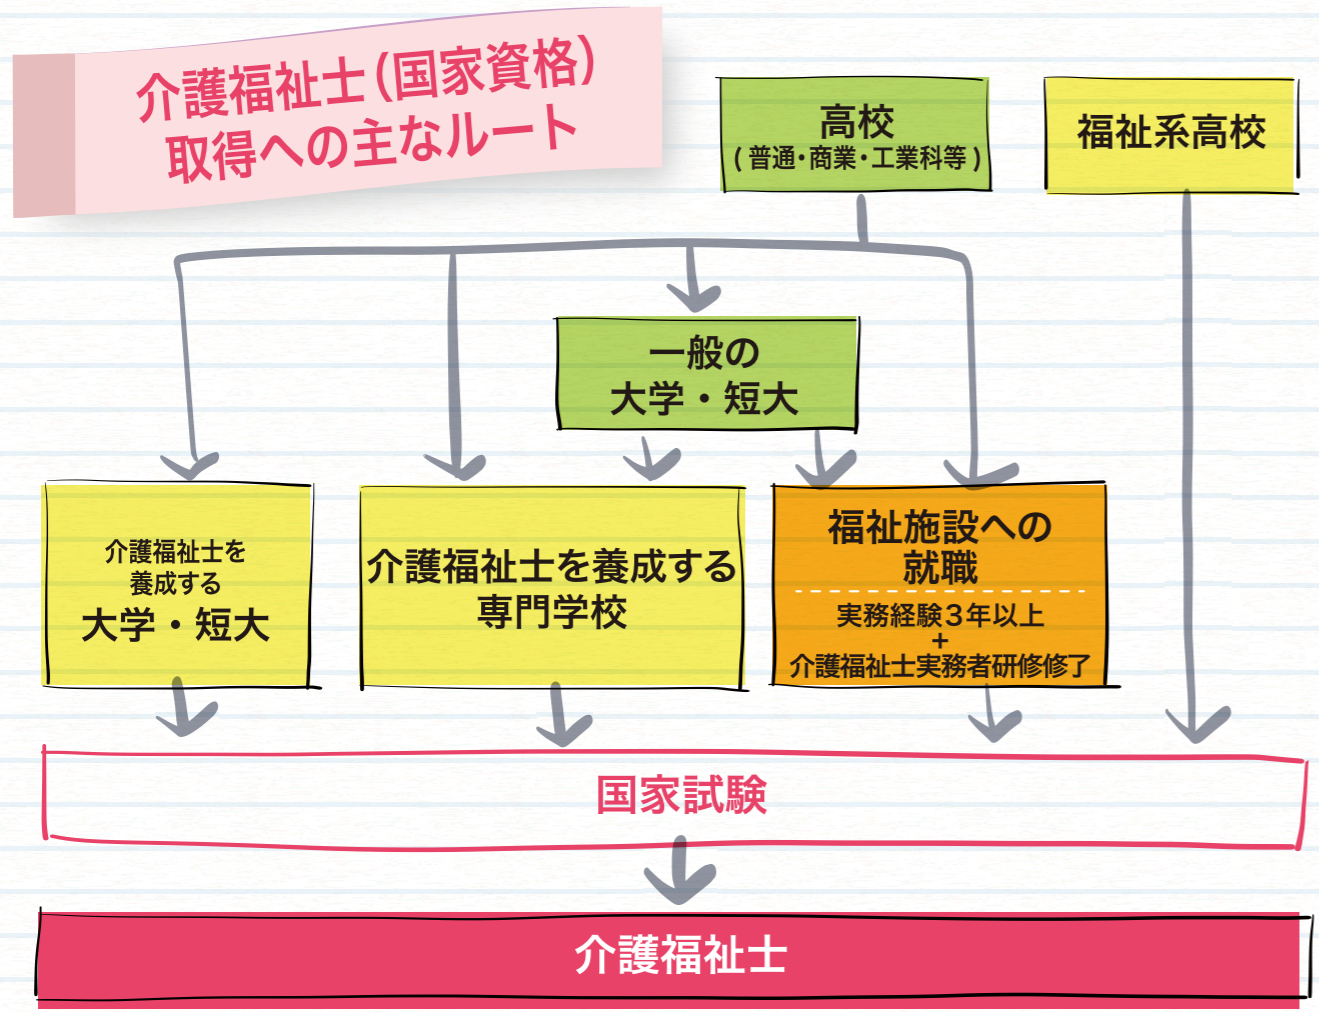 介護福祉士(国家資格)
取得への主なルート
高校
(普通・商業・工業科等)
福祉系高校
一般の
大学・短大
介護福祉士を
養成する
大学・短大
介護福祉士を養成する
専門学校
福祉施設への
就職
実務経験3年以上
+
介護福祉士実務者研修修了
国家試験
介護福祉士